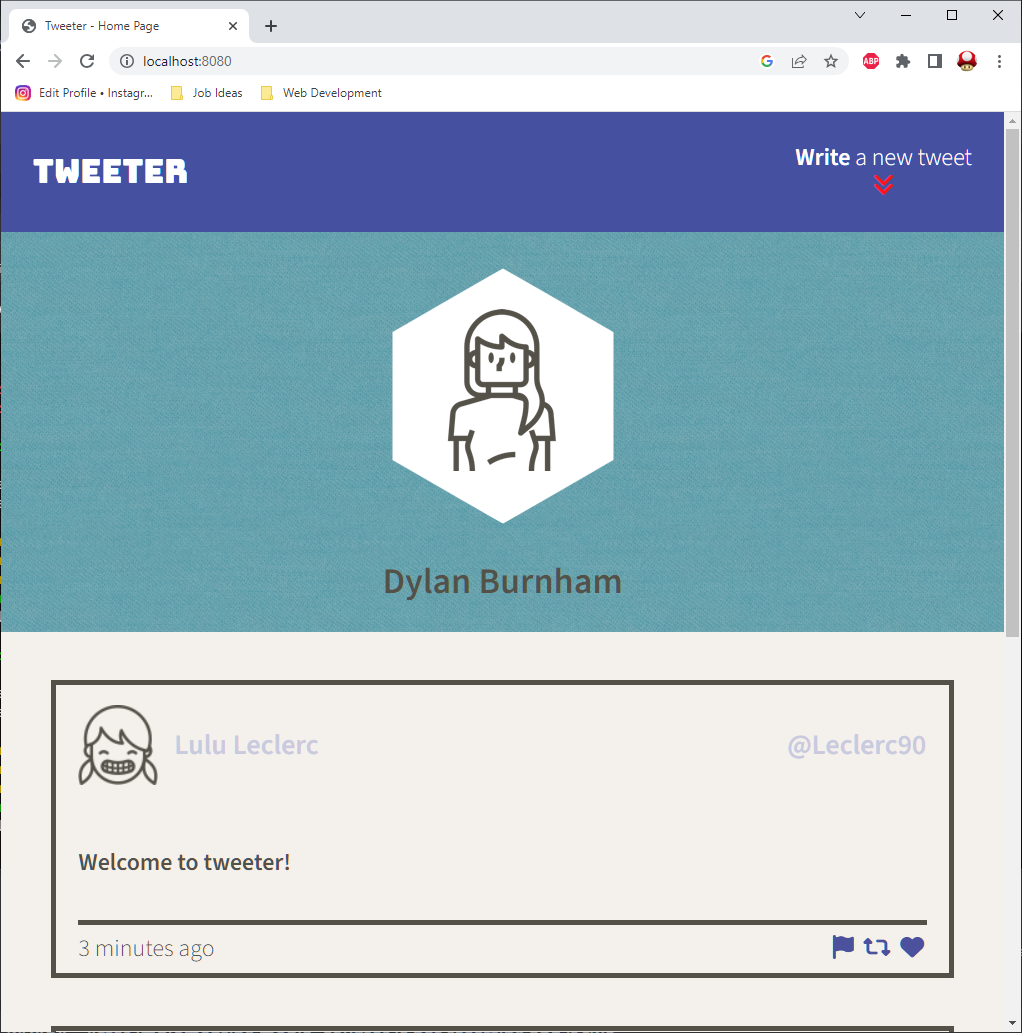 Tweeter - Home Page
localhost:8080
ABP
Edit Profile • Instagr...
Job Ideas
Web Development
TWEETER
Write a new tweet
Dylan Burnham
Lulu Leclerc
@Leclerc90
Welcome to tweeter!
3 minutes ago